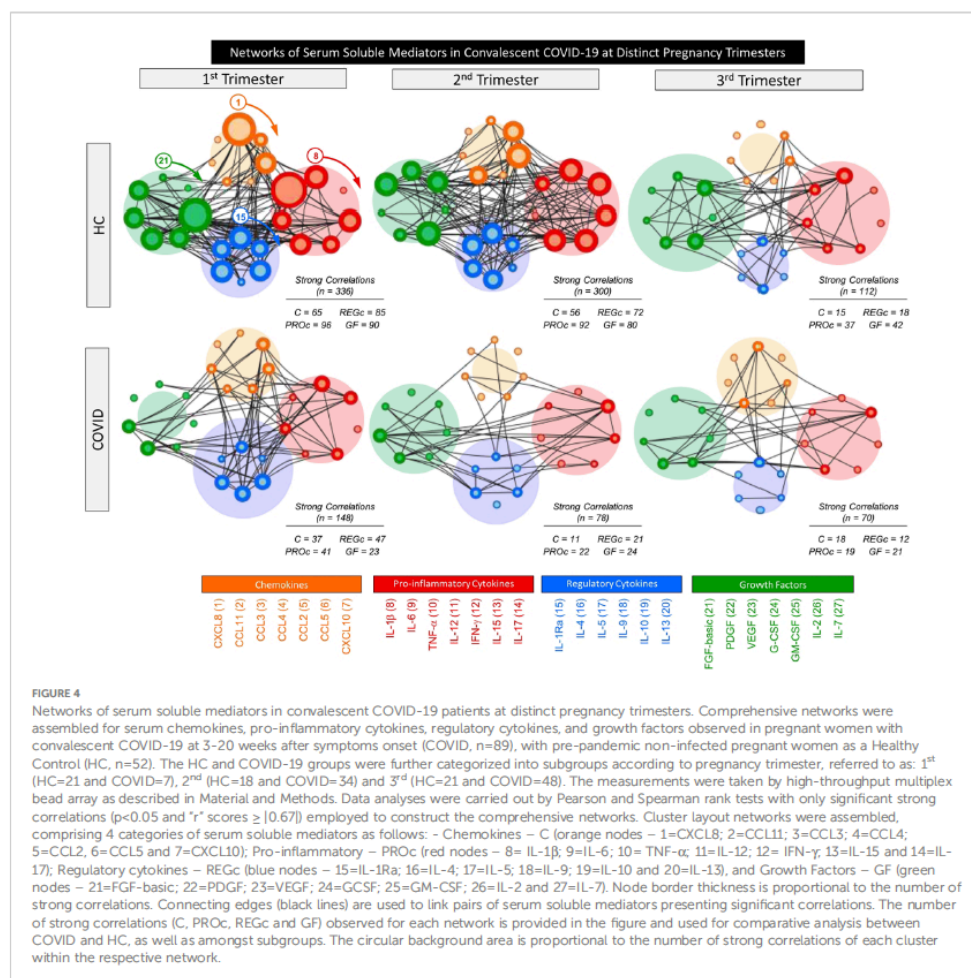 Networks of Serum Soluble Mediators in Convalescent COVID-19 at Distinct Pregnancy Trimesters
1st Trimester
2nd Trimester
3rd Trimester
HC
1
21
8
15
Strong Correlations
(n = 336)
C = 65 REGc = 85
PROc = 96 GF = 90
Strong Correlations
(n = 300)
C = 56 REGc = 72
PROc = 92 GF = 80
Strong Correlations
(n = 112)
C = 15 REGc = 18
PROc = 37 GF = 42
COVID
Strong Correlations
(n = 148)
C = 37 REGc = 47
PROc = 41 GF = 23
Strong Correlations
(n = 78)
C = 11 REGc = 21
PROc = 22 GF = 24
Strong Correlations
(n = 70)
C = 18 REGc = 12
PROc = 19 GF = 21
Chemokines
CXCL8 (1)
CCL11 (2)
CCL3 (3)
CCL4 (4)
CCL2 (5)
CCL5 (6)
CXCL10 (7)
Pro-inflammatory Cytokines
IL-1β (8)
IL-6 (9)
TNF-α (10)
IL-12 (11)
IFN-γ (12)
IL-15 (13)
IL-17 (14)
Regulatory Cytokines
IL-1Ra (15)
IL-4 (16)
IL-5 (17)
IL-9 (18)
IL-10 (19)
IL-13 (20)
Growth Factors
FGF-basic (21)
PDGF (22)
VEGF (23)
G-CSF (24)
GM-CSF (25)
IL-2 (26)
IL-7 (27)
FIGURE 4
Networks of serum soluble mediators in convalescent COVID-19 patients at distinct pregnancy trimesters. Comprehensive networks were
assembled for serum chemokines, pro-inflammatory cytokines, regulatory cytokines, and growth factors observed in pregnant women with
convalescent COVID-19 at 3-20 weeks after symptoms onset (COVID, n=89), with pre-pandemic non-infected pregnant women as a Healthy
Control (HC, n=52). The HC and COVID-19 groups were further categorized into subgroups according to pregnancy trimester, referred to as: 1st
(HC=21 and COVID=7), 2nd (HC=18 and COVID=34) and 3rd (HC=21 and COVID=48). The measurements were taken by high-throughput multiplex
bead array as described in Material and Methods. Data analyses were carried out by Pearson and Spearman rank tests with only significant strong
correlations (p<0.05 and "r" scores ≥ |0.67|) employed to construct the comprehensive networks. Cluster layout networks were assembled,
comprising 4 categories of serum soluble mediators as follows: - Chemokines – C (orange nodes – 1=CXCL8; 2=CCL11; 3=CCL3; 4=CCL4;
5=CCL2, 6=CCL5 and 7=CXCL10); Pro-inflammatory – PROc (red nodes – 8= IL-1β; 9=IL-6; 10= TNF-α; 11=IL-12; 12= IFN-γ; 13=IL-15 and 14=IL-
17); Regulatory cytokines – REGc (blue nodes – 15=IL-1Ra; 16=IL-4; 17=IL-5; 18=IL-9; 19=IL-10 and 20=IL-13), and Growth Factors – GF (green
nodes – 21=FGF-basic; 22=PDGF; 23=VEGF; 24=GCSF; 25=GM-CSF; 26=IL-2 and 27=IL-7). Node border thickness is proportional to the number of
strong correlations. Connecting edges (black lines) are used to link pairs of serum soluble mediators presenting significant correlations. The number
of strong correlations (C, PROc, REGc and GF) observed for each network is provided in the figure and used for comparative analysis between
COVID and HC, as well as amongst subgroups. The circular background area is proportional to the number of strong correlations of each cluster
within the respective network.